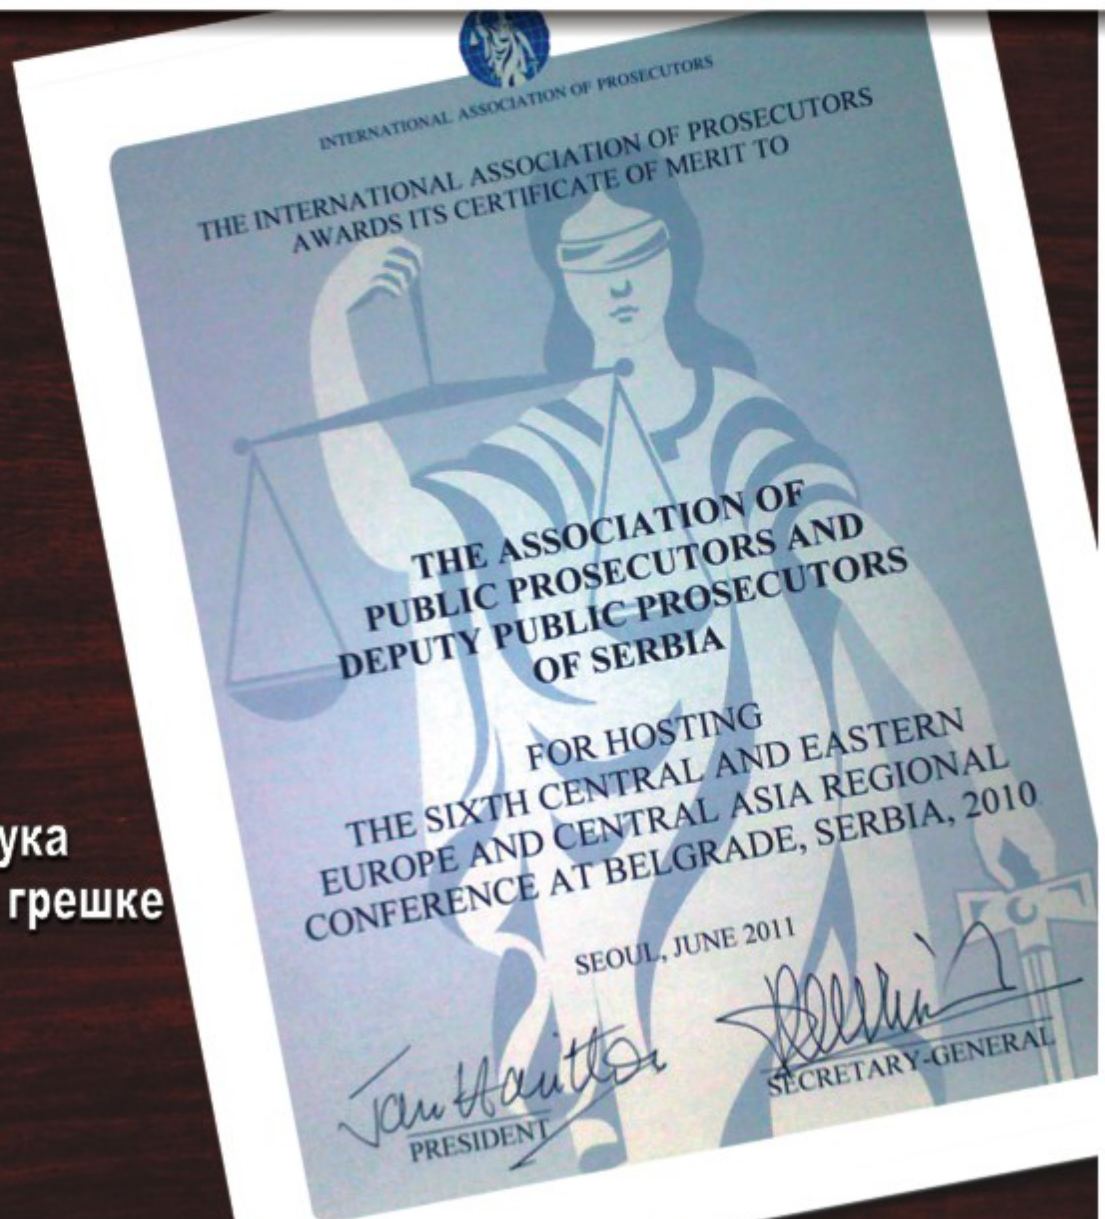 INTERNATIONAL ASSOCIATION OF PROSECUTORS
THE INTERNATIONAL ASSOCIATION OF PROSECUTORS
AWARDS ITS CERTIFICATE OF MERIT TO
THE ASSOCIATION OF
PUBLIC PROSECUTORS AND
DEPUTY PUBLIC PROSECUTORS
OF SERBIA
FOR HOSTING
THE SIXTH CENTRAL AND EASTERN
EUROPE AND CENTRAL ASIA REGIONAL
CONFERENCE AT BELGRADE, SERBIA, 2010
SEOUL, JUNE 2011
PRESIDENT
SECRETARY-GENERAL
ука
грешке